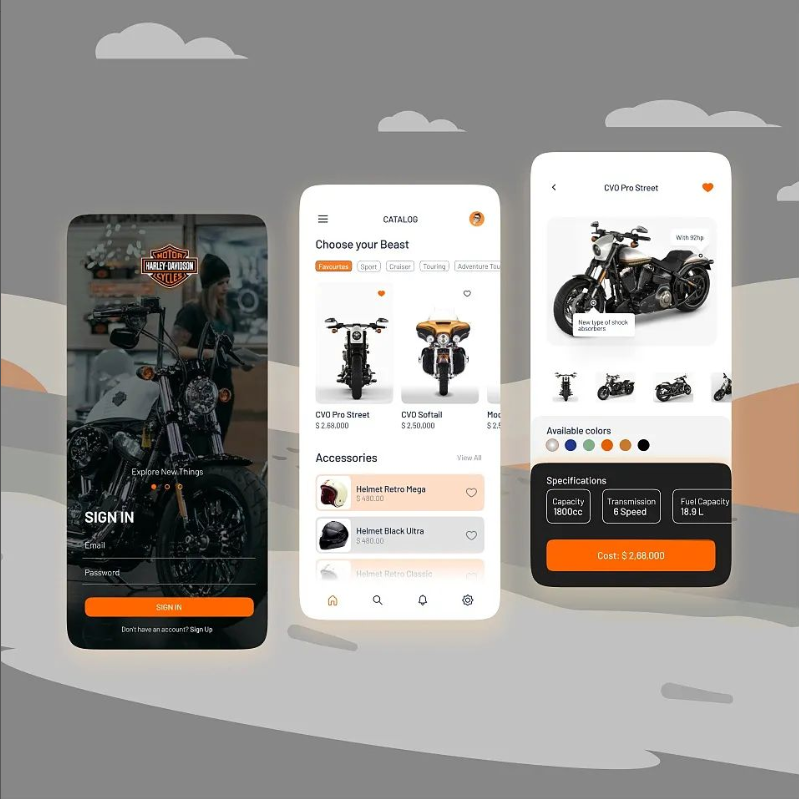 MOTOR
HARLEY-DAVIDSON
CYCLES
Explore New Things
SIGN IN
Email
Password
SIGN IN
Don't have an account? Sign Up
CATALOG
Choose your Beast
Favourites
Sport
Cruiser
Touring
Adventure Tou
CVO Pro Street
$ 2,68,000
CVO Softail
$ 2,50,000
Moc
$ 2,5
Accessories
View All
Helmet Retro Mega
$ 480.00
Helmet Black Ultra
$ 480.00
Helmet Retro Classic
CVO Pro Street
With 92hp
New type of shock
absorbers
Available colors
Specifications
Capacity
1800cc
Transmission
6 Speed
Fuel Capacity
18.9 L
Cost: $ 2,68,000